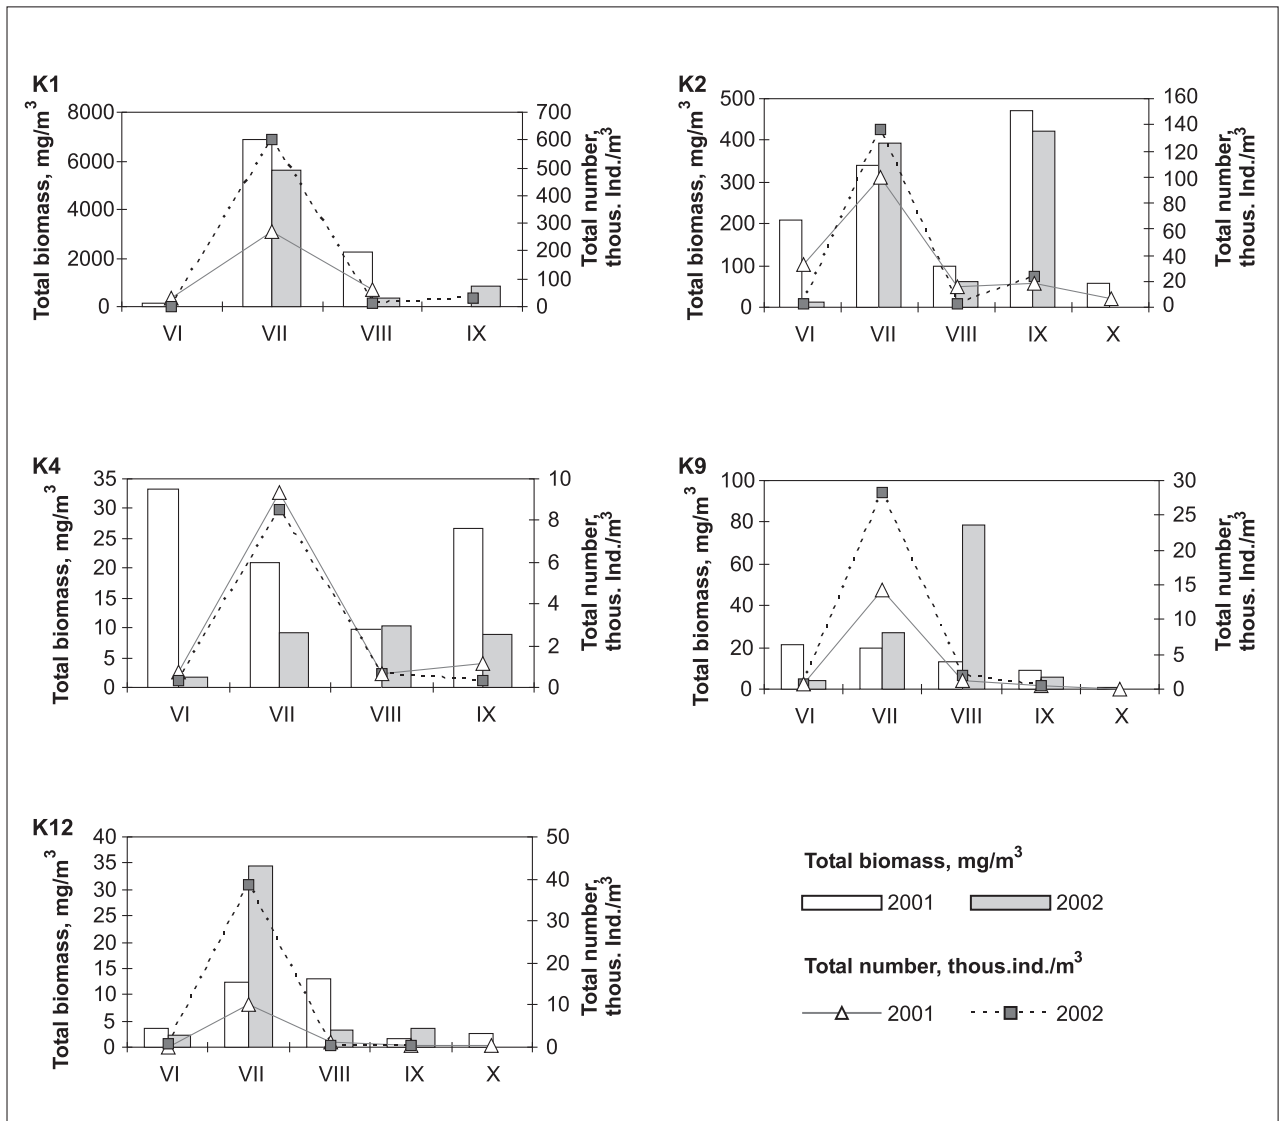 K1
Total biomass, mg/m³
8000
6000
4000
2000
0
700
600
500
400
300
200
100
0
Total number,
thous. Ind./m³
VI VII VIII IX
K2
Total biomass, mg/m³
500
400
300
200
100
0
160
140
120
100
80
60
40
20
0
Total number,
thous. Ind./m³
VI VII VIII IX X
K4
Total biomass, mg/m³
35
30
25
20
15
10
5
0
10
8
6
4
2
0
Total number,
thous. Ind./m³
VI VII VIII IX
K9
Total biomass, mg/m³
100
80
60
40
20
0
30
25
20
15
10
5
0
Total number,
thous. Ind./m³
VI VII VIII IX X
K12
Total biomass, mg/m³
40
35
30
25
20
15
10
5
0
50
40
30
20
10
0
Total number,
thous. Ind./m³
VI VII VIII IX X
Total biomass, mg/m³
2001 2002
Total number, thous.ind./m³
2001 2002